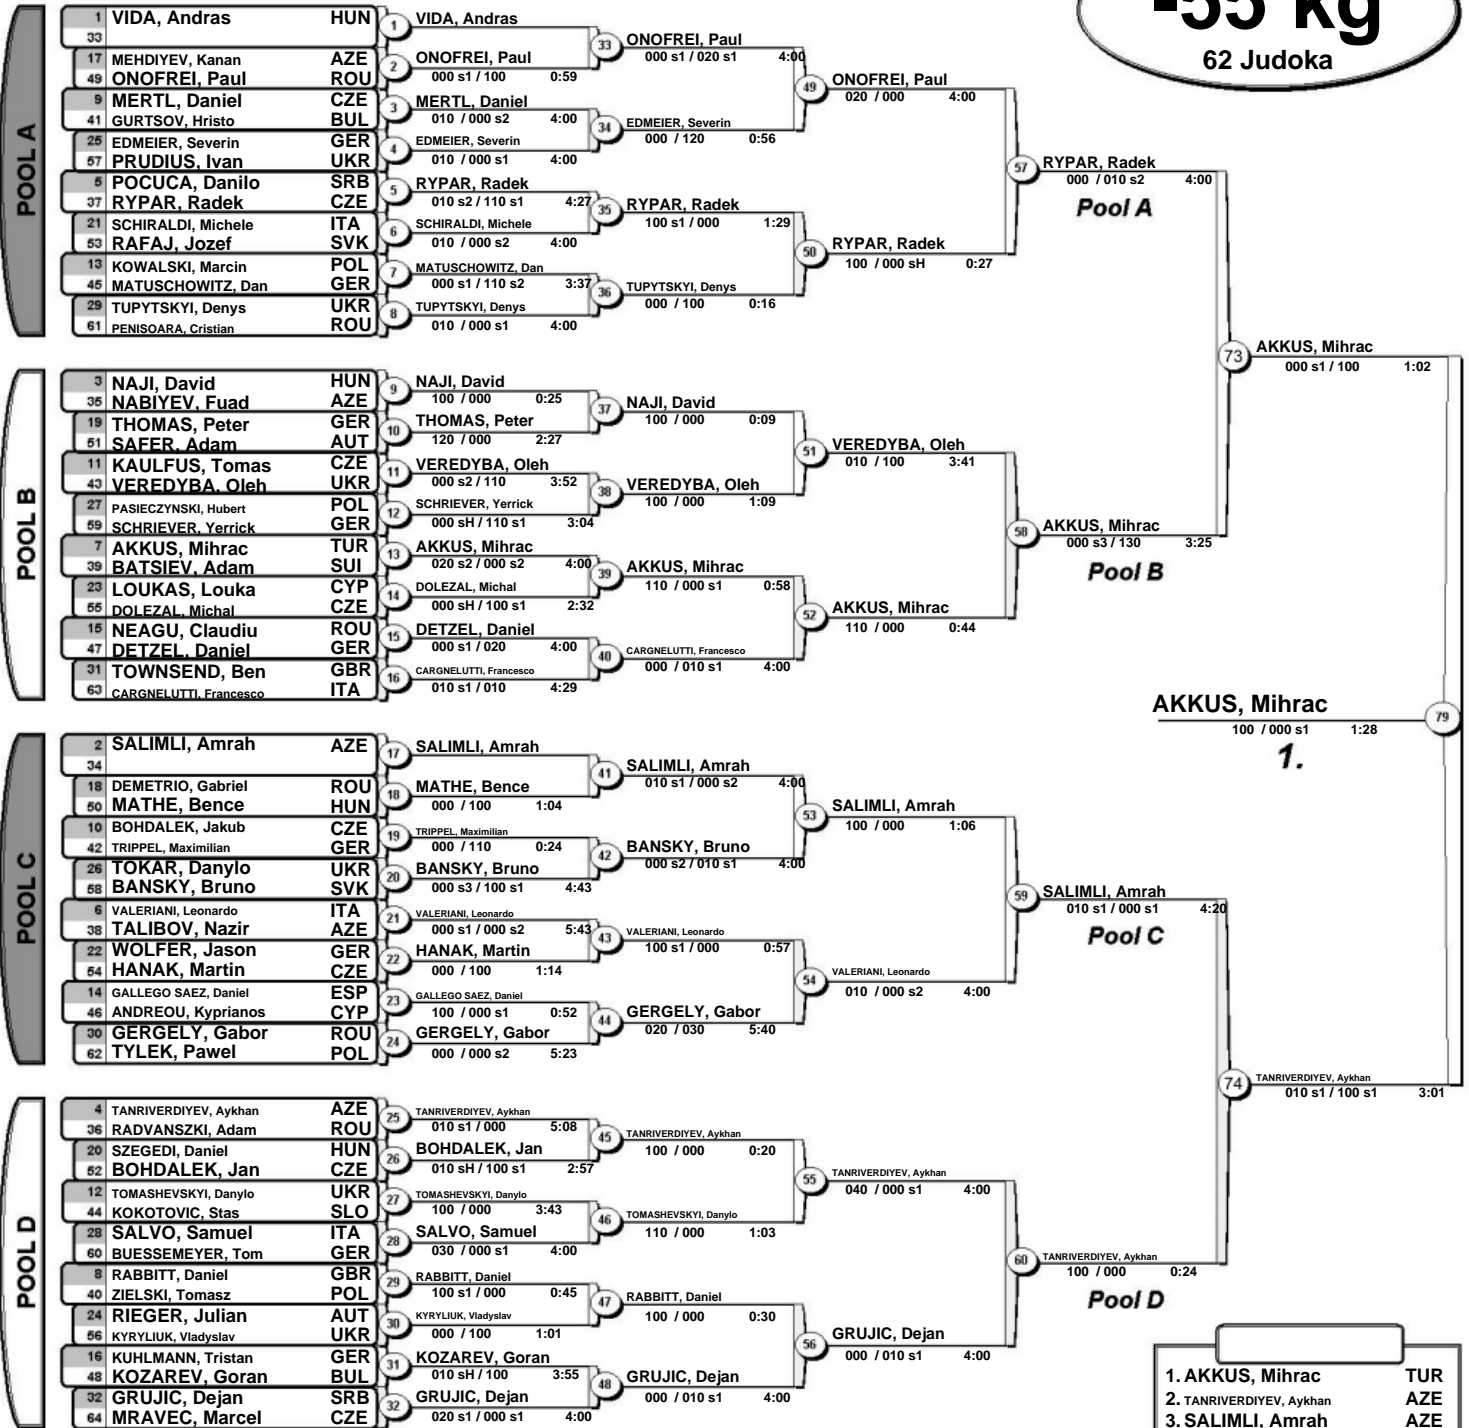 -55 kg
62 Judoka
POOL A
1 VIDA, Andras HUN
33
17 MEHDIYEV, Kanan AZE
49 ONOFREI, Paul ROU
9 MERTL, Daniel CZE
41 GURTSOV, Hristo BUL
25 EDMEIER, Severin GER
57 PRUDIUS, Ivan UKR
5 POCUCA, Danilo SRB
37 RYPAR, Radek CZE
21 SCHIRALDI, Michele ITA
53 RAFAJ, Jozef SVK
13 KOWALSKI, Marcin POL
45 MATUSCHOWITZ, Dan GER
29 TUPYTSKYI, Denys UKR
61 PENISOARA, Cristian ROU
1 VIDA, Andras
2 ONOFREI, Paul
000 s1 / 100 0:59
3 MERTL, Daniel
010 / 000 s2 4:00
4 EDMEIER, Severin
010 / 000 s1 4:00
5 RYPAR, Radek
010 s2 / 110 s1 4:27
6 SCHIRALDI, Michele
010 / 000 s2 4:00
7 MATUSCHOWITZ, Dan
000 s1 / 110 s2 3:37
8 TUPYTSKYI, Denys
010 / 000 s1 4:00
33 ONOFREI, Paul
000 s1 / 020 s1 4:00
34 EDMEIER, Severin
000 / 120 0:56
35 RYPAR, Radek
100 s1 / 000 1:29
36 TUPYTSKYI, Denys
000 / 100 0:16
49 ONOFREI, Paul
020 / 000 4:00
50 RYPAR, Radek
100 / 000 sH 0:27
57 RYPAR, Radek
000 / 010 s2 4:00
Pool A
POOL B
3 NAJI, David HUN
35 NABIYEV, Fuad AZE
19 THOMAS, Peter GER
51 SAFER, Adam AUT
11 KAULFUS, Tomas CZE
43 VEREDYBA, Oleh UKR
27 PASIECZYNSKI, Hubert POL
59 SCHRIEVER, Yerrick GER
7 AKKUS, Mihrac TUR
39 BATSIEV, Adam SUI
23 LOUKAS, Louka CYP
55 DOLEZAL, Michal CZE
15 NEAGU, Claudiu ROU
47 DETZEL, Daniel GER
31 TOWNSEND, Ben GBR
63 CARGNELUTTI, Francesco ITA
9 NAJI, David
100 / 000 0:25
10 THOMAS, Peter
120 / 000 2:27
11 VEREDYBA, Oleh
000 s2 / 110 3:52
12 SCHRIEVER, Yerrick
000 sH / 110 s1 3:04
13 AKKUS, Mihrac
020 s2 / 000 s2 4:00
14 DOLEZAL, Michal
000 sH / 100 s1 2:32
15 DETZEL, Daniel
000 s1 / 020 4:00
16 CARGNELUTTI, Francesco
010 s1 / 010 4:29
37 NAJI, David
100 / 000 0:09
38 VEREDYBA, Oleh
100 / 000 1:09
39 AKKUS, Mihrac
110 / 000 s1 0:58
40 CARGNELUTTI, Francesco
000 / 010 s1 4:00
51 VEREDYBA, Oleh
010 / 100 3:41
52 AKKUS, Mihrac
110 / 000 0:44
58 AKKUS, Mihrac
000 s3 / 130 3:25
Pool B
73 AKKUS, Mihrac
000 s1 / 100 1:02
AKKUS, Mihrac 79
100 / 000 s1 1:28
1.
POOL C
2 SALIMLI, Amrah AZE
34
18 DEMETRIO, Gabriel ROU
50 MATHE, Bence HUN
10 BOHDALEK, Jakub CZE
42 TRIPPEL, Maximilian GER
26 TOKAR, Danylo UKR
58 BANSKY, Bruno SVK
6 VALERIANI, Leonardo ITA
38 TALIBOV, Nazir AZE
22 WOLFER, Jason GER
54 HANAK, Martin CZE
14 GALLEGO SAEZ, Daniel ESP
46 ANDREOU, Kyprianos CYP
30 GERGELY, Gabor ROU
62 TYLEK, Pawel POL
17 SALIMLI, Amrah
18 MATHE, Bence
000 / 100 1:04
19 TRIPPEL, Maximilian
000 / 110 0:24
20 BANSKY, Bruno
000 s3 / 100 s1 4:43
21 VALERIANI, Leonardo
000 s1 / 000 s2 5:43
22 HANAK, Martin
000 / 100 1:14
23 GALLEGO SAEZ, Daniel
100 / 000 s1 0:52
24 GERGELY, Gabor
000 / 000 s2 5:23
41 SALIMLI, Amrah
010 s1 / 000 s2 4:00
42 BANSKY, Bruno
000 s2 / 010 s1 4:00
43 VALERIANI, Leonardo
100 s1 / 000 0:57
44 GERGELY, Gabor
020 / 030 5:40
53 SALIMLI, Amrah
100 / 000 1:06
54 VALERIANI, Leonardo
010 / 000 s2 4:00
59 SALIMLI, Amrah
010 s1 / 000 s1 4:20
Pool C
POOL D
4 TANRIVERDIYEV, Aykhan AZE
36 RADVANSZKI, Adam ROU
20 SZEGEDI, Daniel HUN
52 BOHDALEK, Jan CZE
12 TOMASHEVSKYI, Danylo UKR
44 KOKOTOVIC, Stas SLO
28 SALVO, Samuel ITA
60 BUESSEMEYER, Tom GER
8 RABBITT, Daniel GBR
40 ZIELSKI, Tomasz POL
24 RIEGER, Julian AUT
56 KYRYLIUK, Vladyslav UKR
16 KUHLMANN, Tristan GER
48 KOZAREV, Goran BUL
32 GRUJIC, Dejan SRB
64 MRAVEC, Marcel CZE
25 TANRIVERDIYEV, Aykhan
010 s1 / 000 5:08
26 BOHDALEK, Jan
010 sH / 100 s1 2:57
27 TOMASHEVSKYI, Danylo
100 / 000 3:43
28 SALVO, Samuel
030 / 000 s1 4:00
29 RABBITT, Daniel
100 s1 / 000 0:45
30 KYRYLIUK, Vladyslav
000 / 100 1:01
31 KOZAREV, Goran
010 sH / 100 3:55
32 GRUJIC, Dejan
020 s1 / 000 s1 4:00
45 TANRIVERDIYEV, Aykhan
100 / 000 0:20
46 TOMASHEVSKYI, Danylo
110 / 000 1:03
47 RABBITT, Daniel
100 / 000 0:30
48 GRUJIC, Dejan
000 / 010 s1 4:00
55 TANRIVERDIYEV, Aykhan
040 / 000 s1 4:00
56 GRUJIC, Dejan
000 / 010 s1 4:00
60 TANRIVERDIYEV, Aykhan
100 / 000 0:24
Pool D
74 TANRIVERDIYEV, Aykhan
010 s1 / 100 s1 3:01
1. AKKUS, Mihrac TUR
2. TANRIVERDIYEV, Aykhan AZE
3. SALIMLI, Amrah AZE